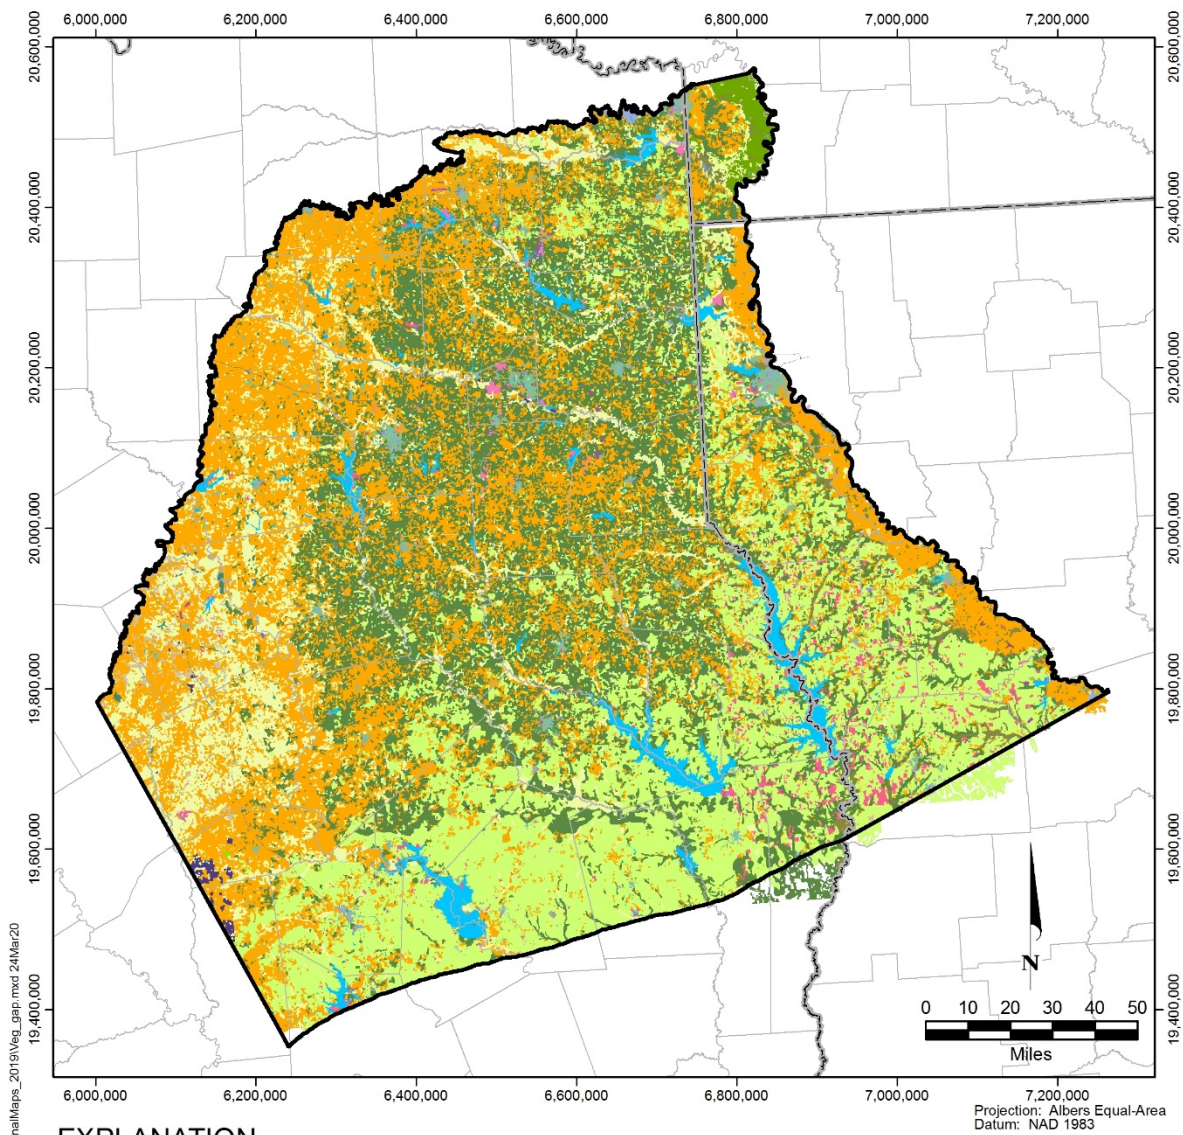 6,000,000 6,200,000 6,400,000 6,600,000 6,800,000 7,000,000 7,200,000
20,600,000 20,600,000
20,400,000 20,400,000
20,200,000 20,200,000
20,000,000 20,000,000
19,800,000 19,800,000
19,600,000 19,600,000
N
19,400,000 19,400,000
0 10 20 30 40 50
Miles
6,000,000 6,200,000 6,400,000 6,600,000 6,800,000 7,000,000 7,200,000
nalMaps_2019\Veg_gap.mxd 24Mar20
Projection: Albers Equal-Area
Datum: NAD 1983
EXPLANATION